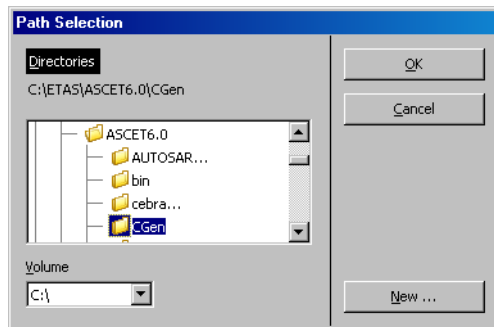 Path Selection
Directories
C:\ETAS\ASCET6.0\CGen
ASCET6.0
AUTOSAR...
bin
cebra...
CGen
Volume
C:\
OK
Cancel
New ...